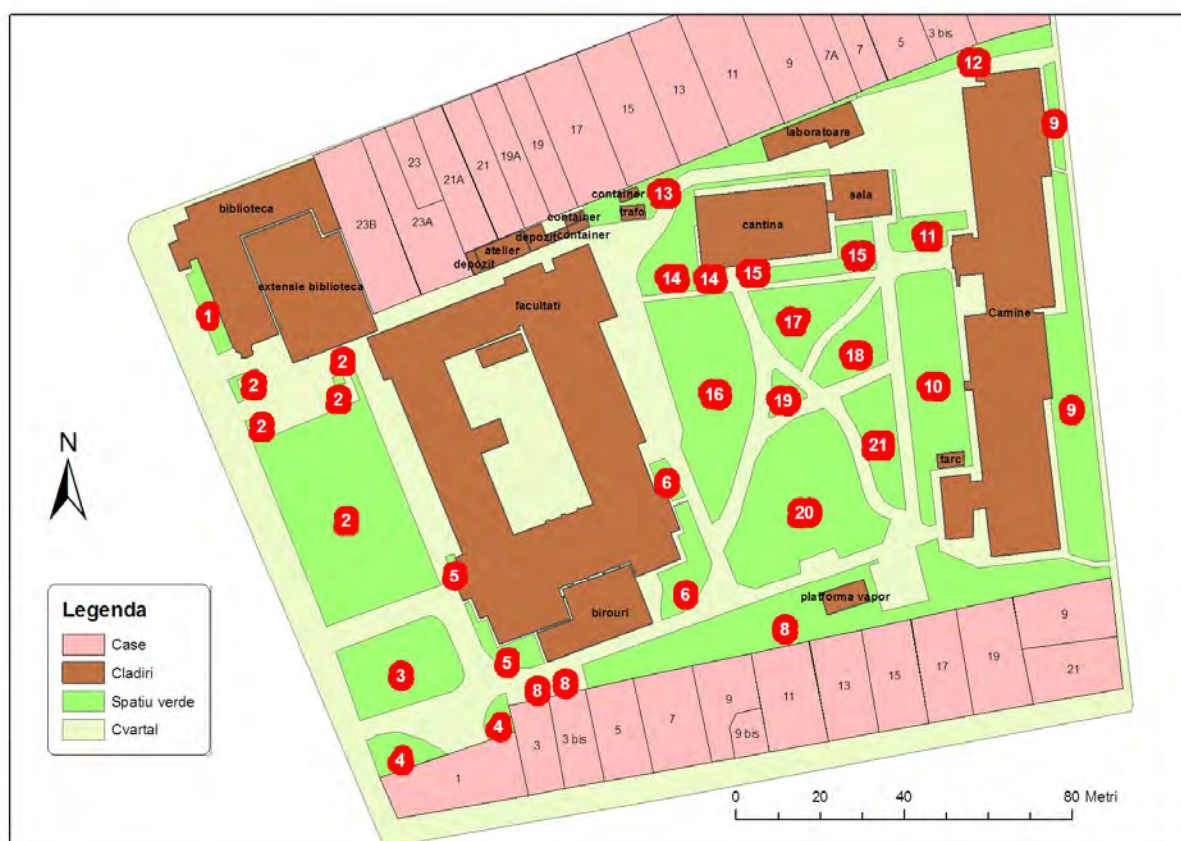 3 bis
5
7
7A
9
11
13
15
17
19
19A
21
21A
23
23A
23B
12
9
laboratoare
biblioteca
container
13
trafo
sala
container
depozit
container
atelier
depozit
cantina
11
15
14
14
15
extensie biblioteca
facultati
1
17
Camine
2
2
18
2
19
16
10
9
2
21
tarc
N
6
20
2
5
6
birouri
platforma vapor
8
Legenda
Case
Cladiri
Spatiu verde
Cvartal
3
5
8
8
4
4
1
3
3 bis
5
7
9
9 bis
11
13
15
17
19
9
21
0
20
40
80 Metri